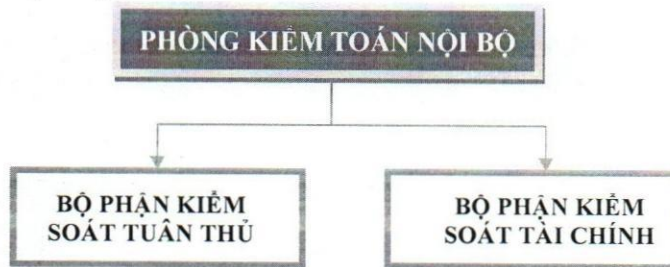 PHÒNG KIỂM TOÁN NỘI BỘ
BỘ PHẬN KIỂM
SOÁT TUÂN THỦ
BỘ PHẬN KIỂM
SOÁT TÀI CHÍNH